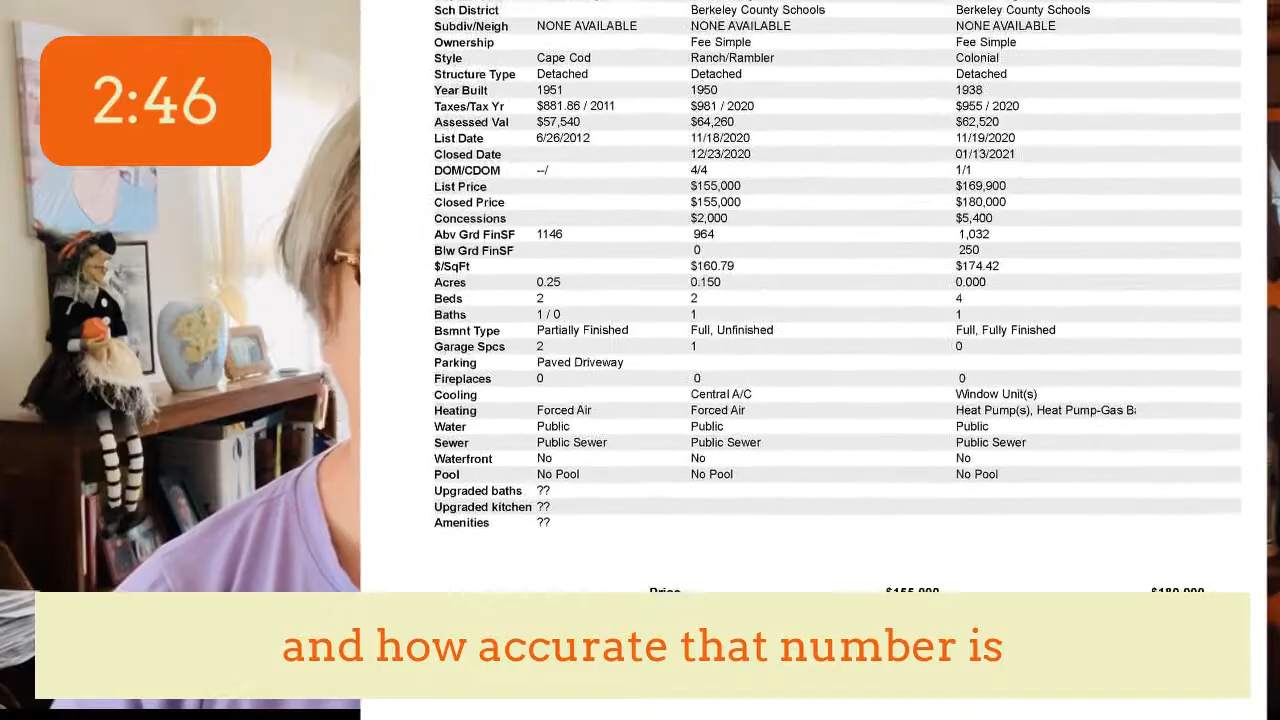 2:46
Sch District Berkeley County Schools Berkeley County Schools
Subdiv/Neigh NONE AVAILABLE NONE AVAILABLE NONE AVAILABLE
Ownership Fee Simple Fee Simple
Style Cape Cod Ranch/Rambler Colonial
Structure Type Detached Detached Detached
Year Built 1951 1950 1938
Taxes/Tax Yr $881.86 / 2011 $981 / 2020 $955 / 2020
Assessed Val $57,540 $64,260 $62,520
List Date 6/26/2012 11/18/2020 11/19/2020
Closed Date 12/23/2020 01/13/2021
DOM/CDOM --/ 4/4 1/1
List Price $155,000 $169,900
Closed Price $155,000 $180,000
Concessions $2,000 $5,400
Abv Grd FinSF 1146 964 1,032
Blw Grd FinSF 0 250
$/SqFt $160.79 $174.42
Acres 0.25 0.150 0.000
Beds 2 2 4
Baths 1 / 0 1 1
Bsmnt Type Partially Finished Full, Unfinished Full, Fully Finished
Garage Spcs 2 1 0
Parking Paved Driveway
Fireplaces 0 0 0
Cooling Central A/C Window Unit(s)
Heating Forced Air Forced Air Heat Pump(s), Heat Pump-Gas
Water Public Public Public
Sewer Public Sewer Public Sewer Public Sewer
Waterfront No No No
Pool No Pool No Pool No Pool
Upgraded baths ??
Upgraded kitchen ??
Amenities ??
Price $155,000 $180,000
and how accurate that number is